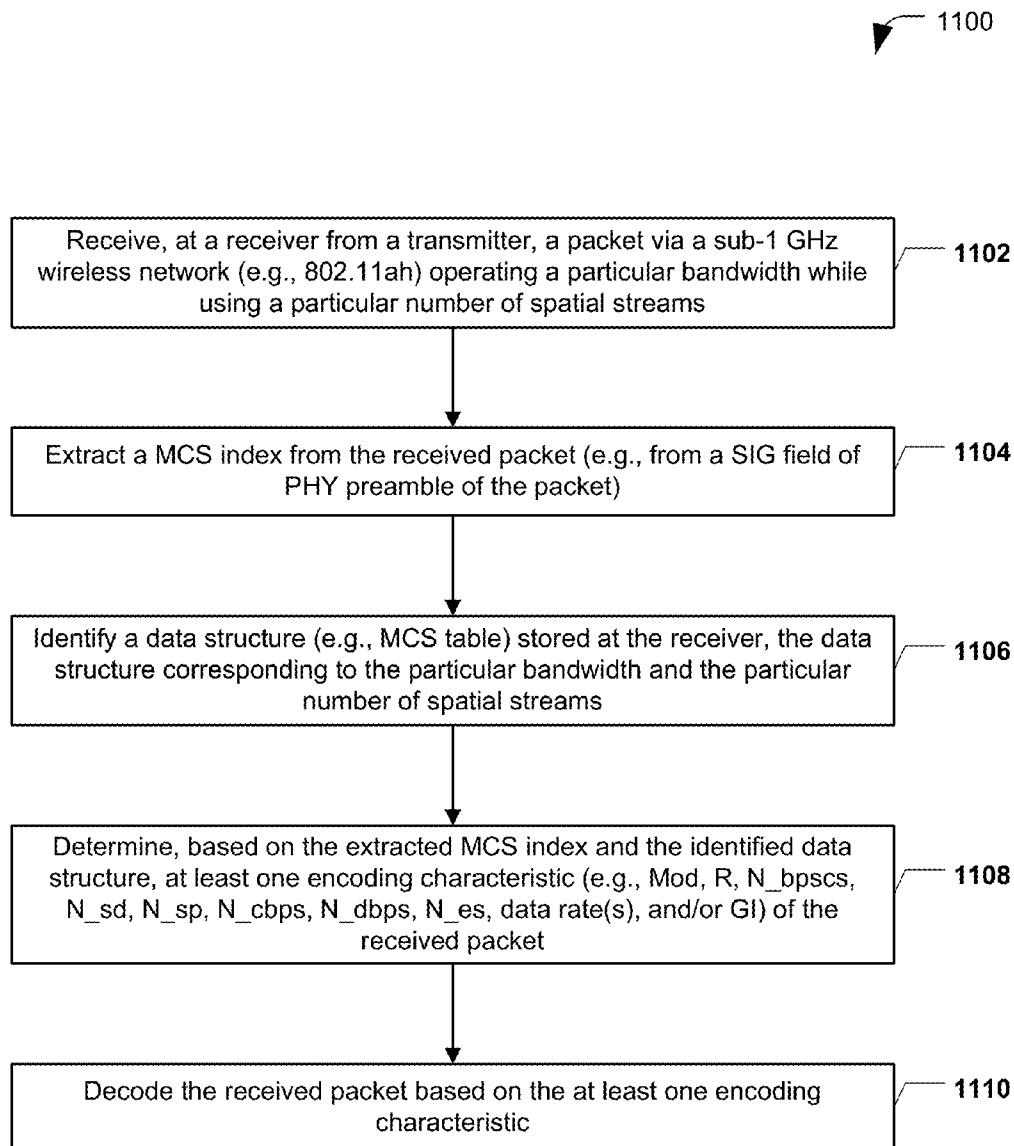 1100
Receive, at a receiver from a transmitter, a packet via a sub-1 GHz
wireless network (e.g., 802.11ah) operating a particular bandwidth while
using a particular number of spatial streams
1102
Extract a MCS index from the received packet (e.g., from a SIG field of
PHY preamble of the packet)
1104
Identify a data structure (e.g., MCS table) stored at the receiver, the data
structure corresponding to the particular bandwidth and the particular
number of spatial streams
1106
Determine, based on the extracted MCS index and the identified data
structure, at least one encoding characteristic (e.g., Mod, R, N_bpscs,
N_sd, N_sp, N_cbps, N_dbps, N_es, data rate(s), and/or GI) of the
received packet
1108
Decode the received packet based on the at least one encoding
characteristic
1110